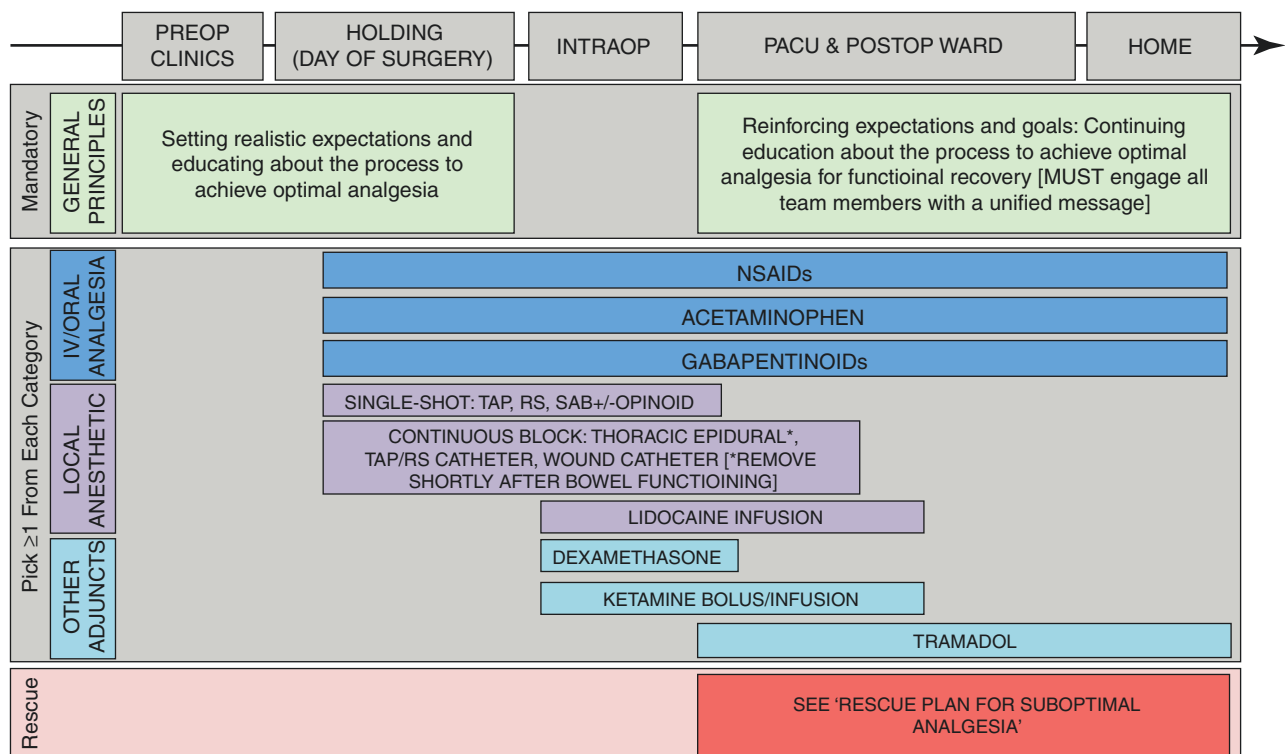 PREOP
CLINICS
HOLDING
(DAY OF SURGERY)
INTRAOP
PACU & POSTOP WARD
HOME
Mandatory
GENERAL
PRINCIPLES
Setting realistic expectations and
educating about the process to
achieve optimal analgesia
Reinforcing expectations and goals: Continuing
education about the process to achieve optimal
analgesia for functioinal recovery [MUST engage all
team members with a unified message]
Pick ≥1 From Each Category
IV/ORAL
ANALGESIA
NSAIDs
ACETAMINOPHEN
GABAPENTINOIDs
LOCAL
ANESTHETIC
SINGLE-SHOT: TAP, RS, SAB+/-OPINOID
CONTINUOUS BLOCK: THORACIC EPIDURAL*,
TAP/RS CATHETER, WOUND CATHETER [*REMOVE
SHORTLY AFTER BOWEL FUNCTIOINING]
LIDOCAINE INFUSION
OTHER
ADJUNCTS
DEXAMETHASONE
KETAMINE BOLUS/INFUSION
TRAMADOL
Rescue
SEE ‘RESCUE PLAN FOR SUBOPTIMAL
ANALGESIA’